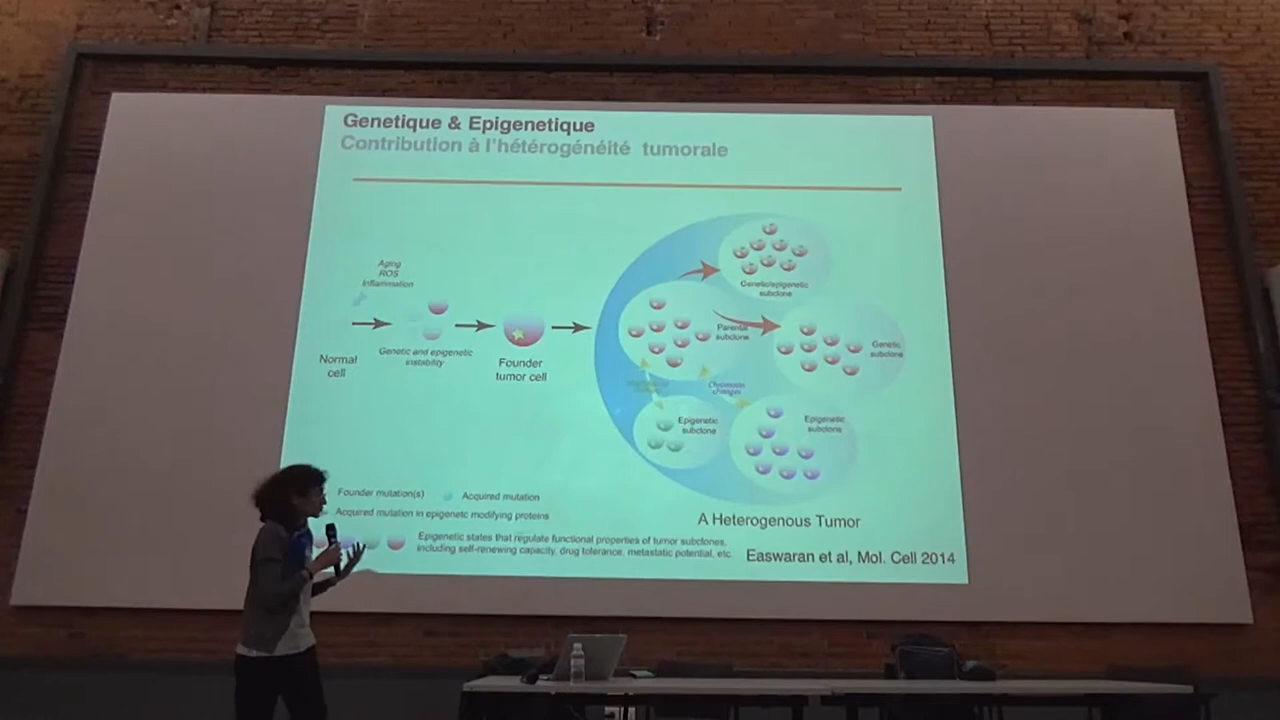 Genetique & Epigenetique
Contribution à l'hétérogénéité tumorale
Aging
ROS
Inflammation
Normal
cell
Genetic and epigenetic
instability
Founder
tumor cell
Genetic/epigenetic
subclone
Parental
subclone
Genetic
subclone
Chromatin
changes
Epigenetic
subclone
Epigenetic
subclone
Founder mutation(s)
Acquired mutation
Acquired mutation in epigenetc modifying proteins
Epigenetic states that regulate functional properties of tumor subclones,
including self-renewing capacity, drug tolerance, metastatic potential, etc.
A Heterogenous Tumor
Easwaran et al, Mol. Cell 2014